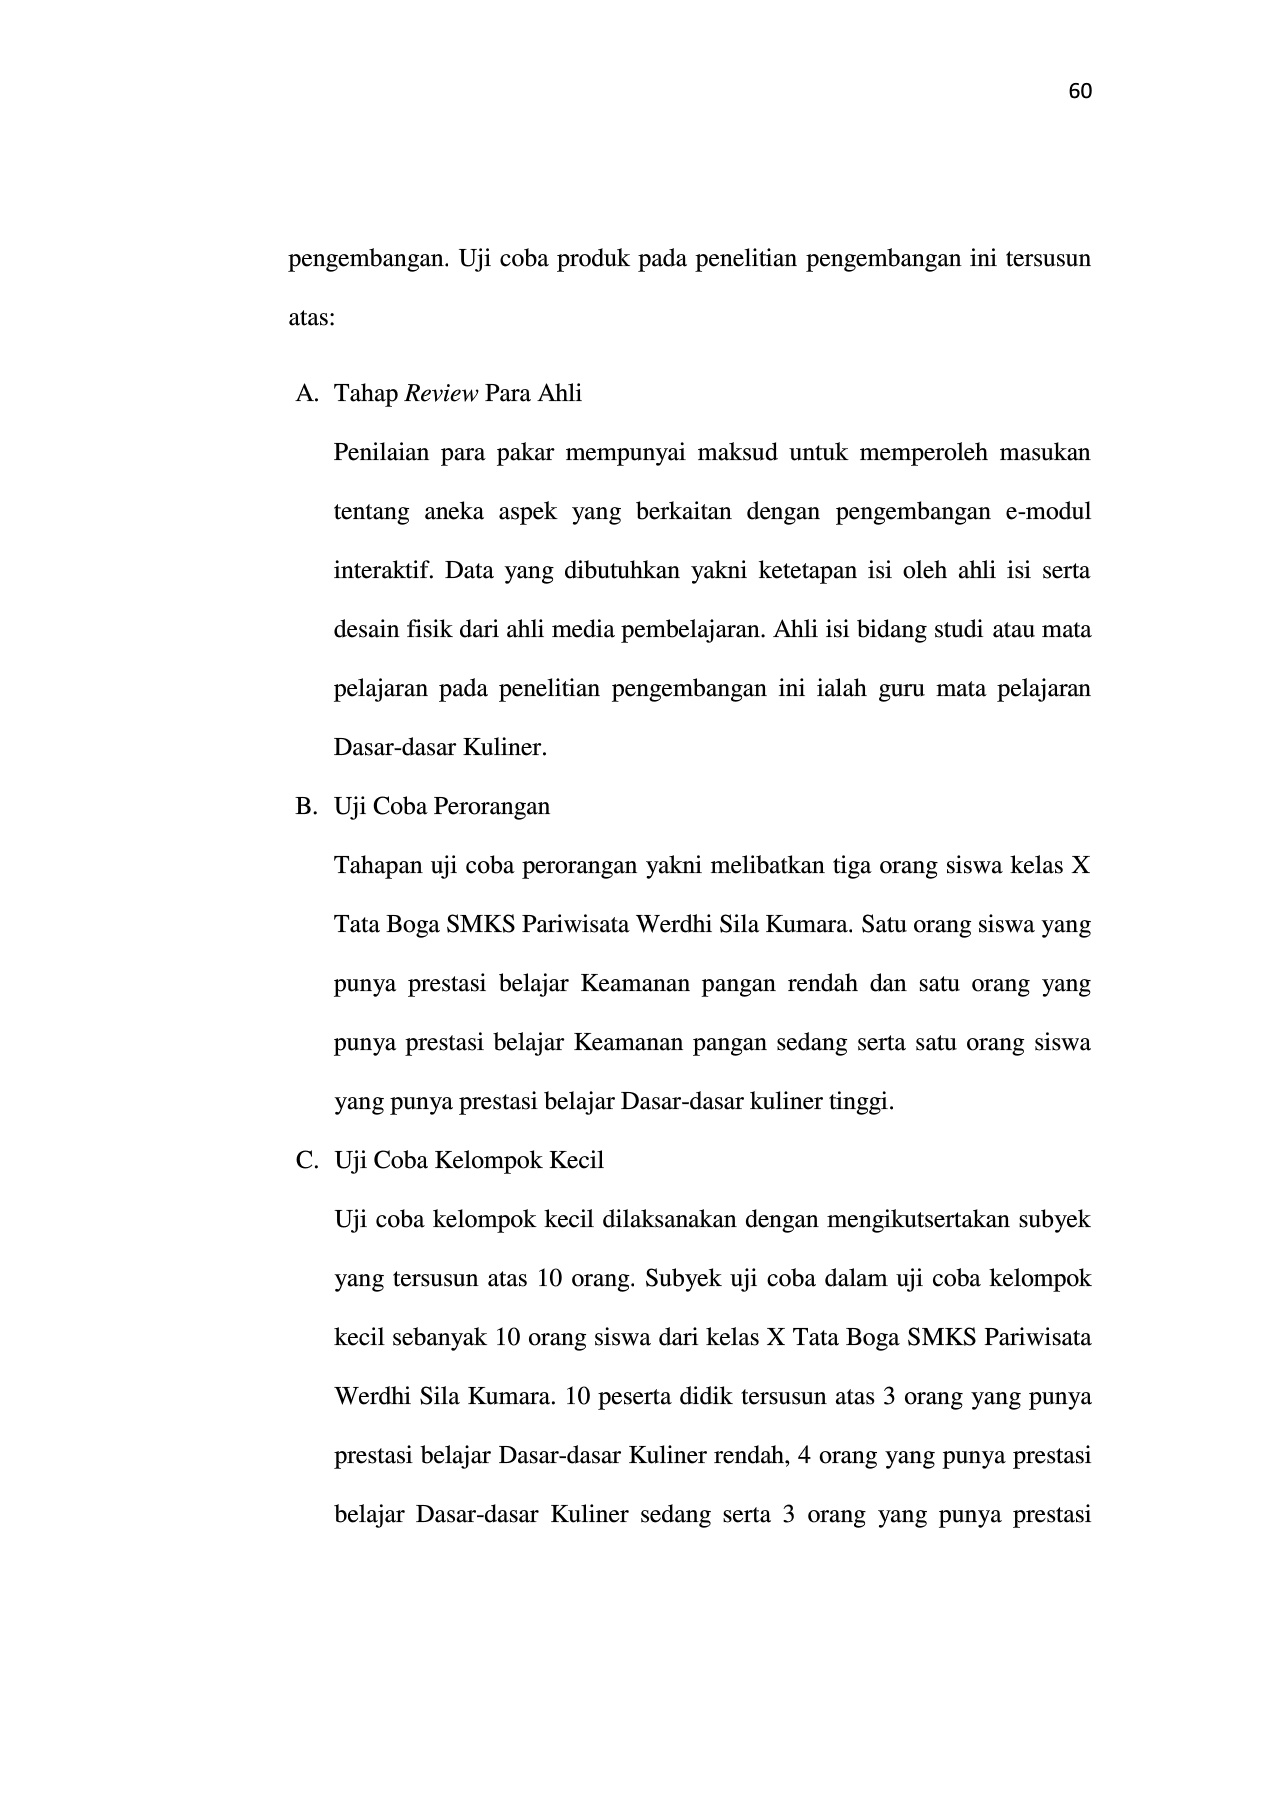 60
pengembangan. Uji coba produk pada penelitian pengembangan ini tersusun
atas:
A. Tahap Review Para Ahli
Penilaian para pakar mempunyai maksud untuk memperoleh masukan
tentang aneka aspek yang berkaitan dengan pengembangan e-modul
interaktif. Data yang dibutuhkan yakni ketetapan isi oleh ahli isi serta
desain fisik dari ahli media pembelajaran. Ahli isi bidang studi atau mata
pelajaran pada penelitian pengembangan ini ialah guru mata pelajaran
Dasar-dasar Kuliner.
B. Uji Coba Perorangan
Tahapan uji coba perorangan yakni melibatkan tiga orang siswa kelas X
Tata Boga SMKS Pariwisata Werdhi Sila Kumara. Satu orang siswa yang
punya prestasi belajar Keamanan pangan rendah dan satu orang yang
punya prestasi belajar Keamanan pangan sedang serta satu orang siswa
yang punya prestasi belajar Dasar-dasar kuliner tinggi.
C. Uji Coba Kelompok Kecil
Uji coba kelompok kecil dilaksanakan dengan mengikutsertakan subyek
yang tersusun atas 10 orang. Subyek uji coba dalam uji coba kelompok
kecil sebanyak 10 orang siswa dari kelas X Tata Boga SMKS Pariwisata
Werdhi Sila Kumara. 10 peserta didik tersusun atas 3 orang yang punya
prestasi belajar Dasar-dasar Kuliner rendah, 4 orang yang punya prestasi
belajar Dasar-dasar Kuliner sedang serta 3 orang yang punya prestasi